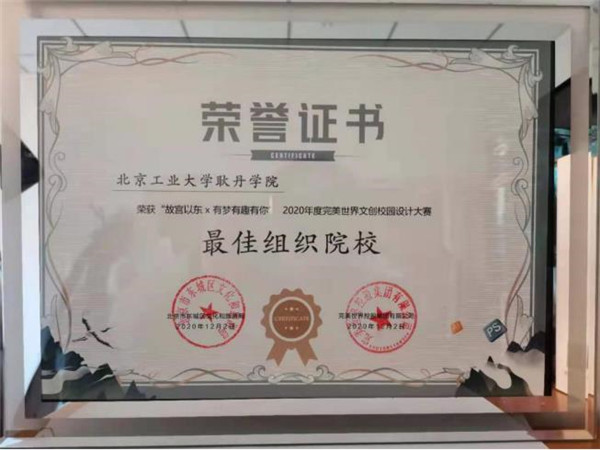 荣誉证书
CERTIFICATE
北京工业大学耿丹学院
荣获“故宫以东 x 有梦有趣有你” 2020年度完美世界文创校园设计大赛
最佳组织院校
CERTIFICATE
PS
2020年12月2日
2020年12月2日